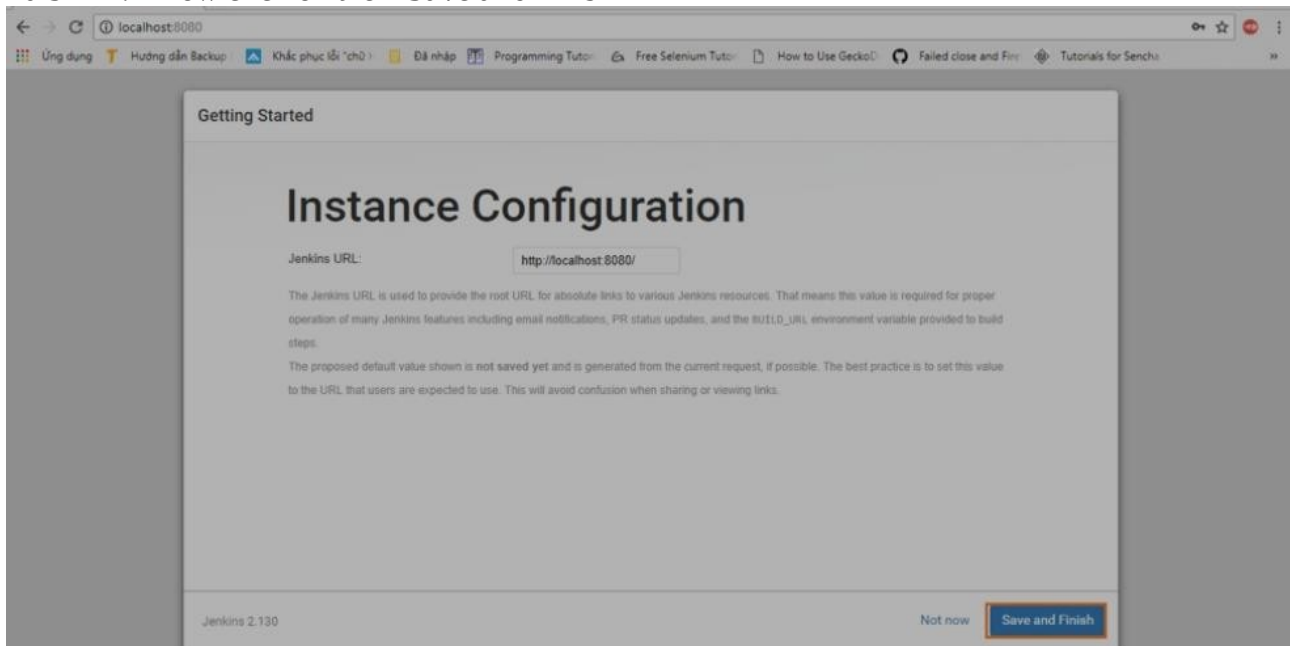 localhost:8080
Ứng dụng Hướng dẫn Backup Khắc phục lỗi "chữ Đã nhập Programming Tutor Free Selenium Tutor How to Use GeckoD Failed close and Fire Tutorials for Sencha
Getting Started
Instance Configuration
Jenkins URL: http://localhost:8080/
The Jenkins URL is used to provide the root URL for absolute links to various Jenkins resources. That means this value is required for proper
operation of many Jenkins features including email notifications, PR status updates, and the BUILD_URL environment variable provided to build
steps.
The proposed default value shown is not saved yet and is generated from the current request, if possible. The best practice is to set this value
to the URL that users are expected to use. This will avoid confusion when sharing or viewing links.
Jenkins 2.130
Not now Save and Finish